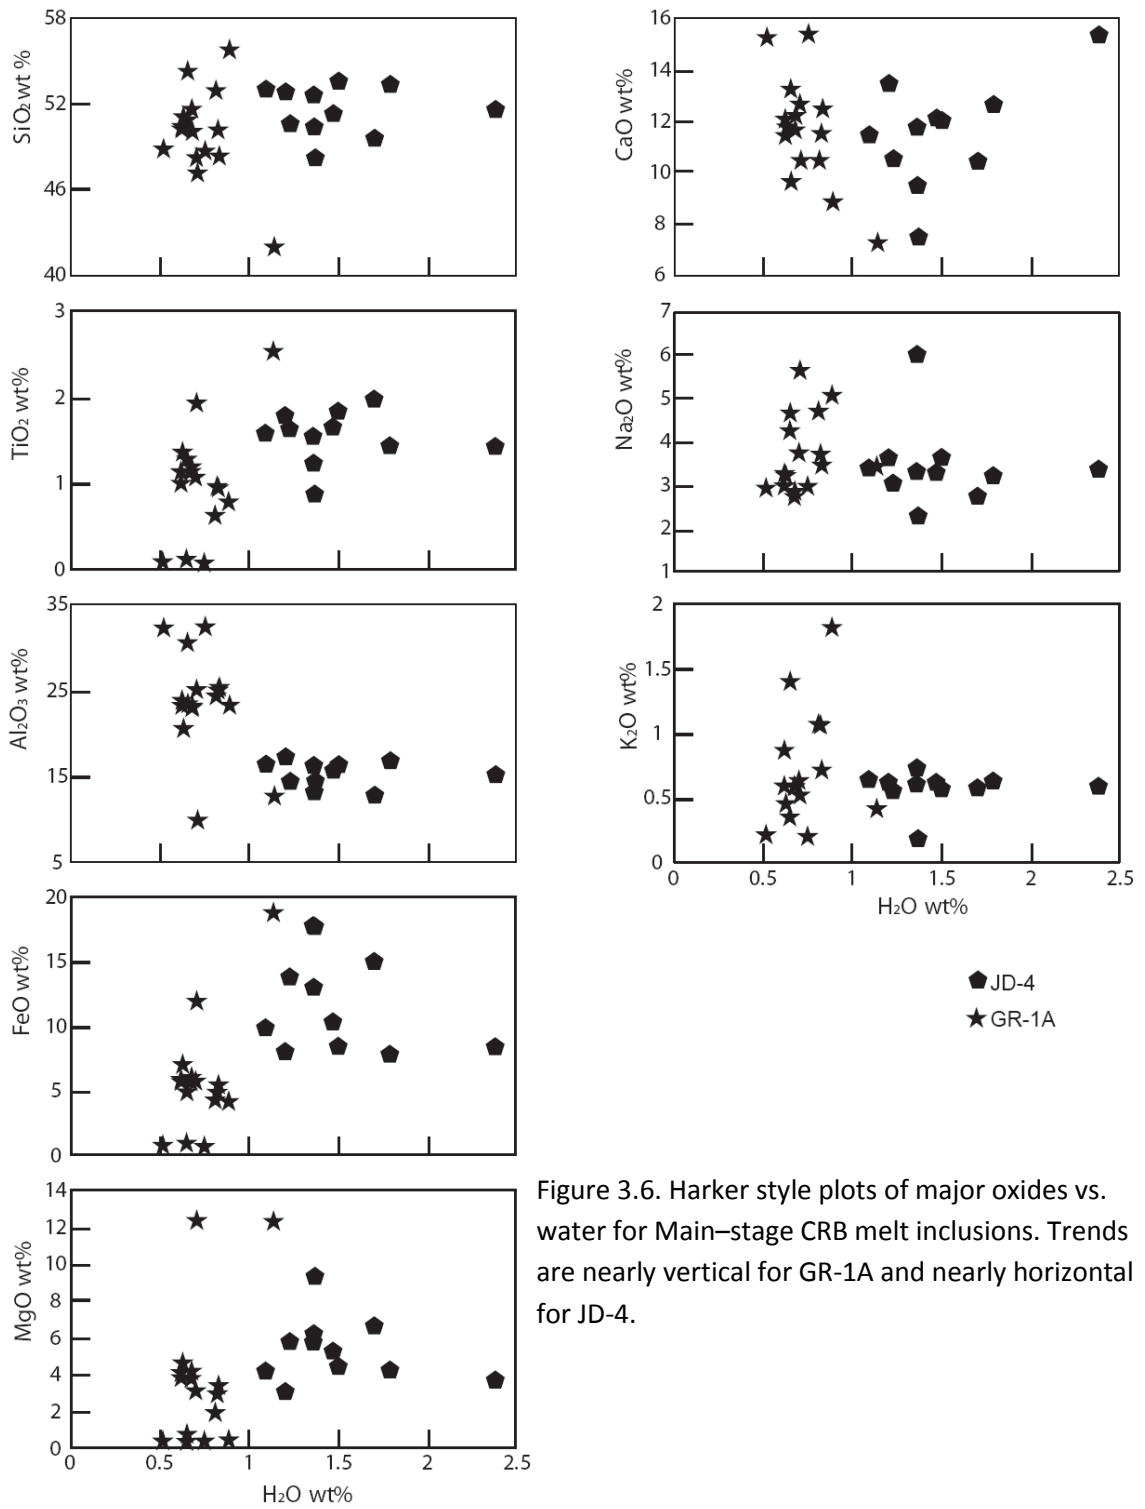 58
52
46
40
SiO₂ wt %
3
2
1
0
TiO₂ wt%
35
25
15
5
Al₂O₃ wt%
20
15
10
5
0
FeO wt%
14
12
10
8
6
4
2
0
MgO wt%
0 0.5 1 1.5 2 2.5
H₂O wt%
16
14
12
10
8
6
CaO wt%
7
6
5
4
3
2
1
Na₂O wt%
2
1.5
1
0.5
0
K₂O wt%
0 0.5 1 1.5 2 2.5
H₂O wt%
JD-4
GR-1A
Figure 3.6. Harker style plots of major oxides vs.
water for Main–stage CRB melt inclusions. Trends
are nearly vertical for GR-1A and nearly horizontal
for JD-4.